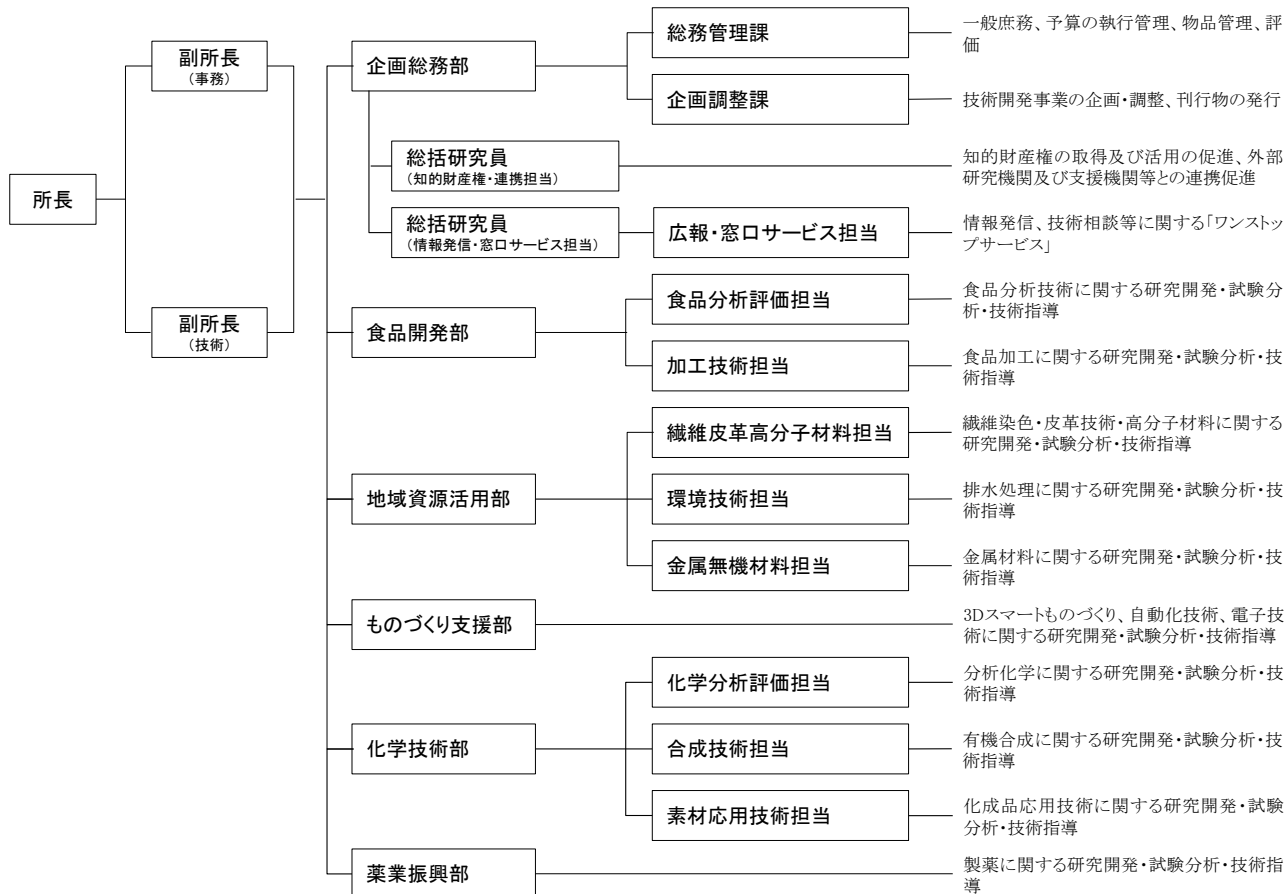 所長
副所長
(事務)
副所長
(技術)
企画総務部
総務管理課
一般庶務、予算の執行管理、物品管理、評
価
企画調整課
技術開発事業の企画・調整、刊行物の発行
総括研究員
(知的財産権・連携担当)
知的財産権の取得及び活用の促進、外部
研究機関及び支援機関等との連携促進
総括研究員
(情報発信・窓口サービス担当)
広報・窓口サービス担当
情報発信、技術相談等に関する「ワンストッ
プサービス」
食品開発部
食品分析評価担当
食品分析技術に関する研究開発・試験分
析・技術指導
加工技術担当
食品加工に関する研究開発・試験分析・技
術指導
地域資源活用部
繊維皮革高分子材料担当
繊維染色・皮革技術・高分子材料に関する
研究開発・試験分析・技術指導
環境技術担当
排水処理に関する研究開発・試験分析・技
術指導
金属無機材料担当
金属材料に関する研究開発・試験分析・技
術指導
ものづくり支援部
3Dスマートものづくり、自動化技術、電子技
術に関する研究開発・試験分析・技術指導
化学技術部
化学分析評価担当
分析化学に関する研究開発・試験分析・技
術指導
合成技術担当
有機合成に関する研究開発・試験分析・技
術指導
素材応用技術担当
化成品応用技術に関する研究開発・試験
分析・技術指導
薬業振興部
製薬に関する研究開発・試験分析・技術指
導